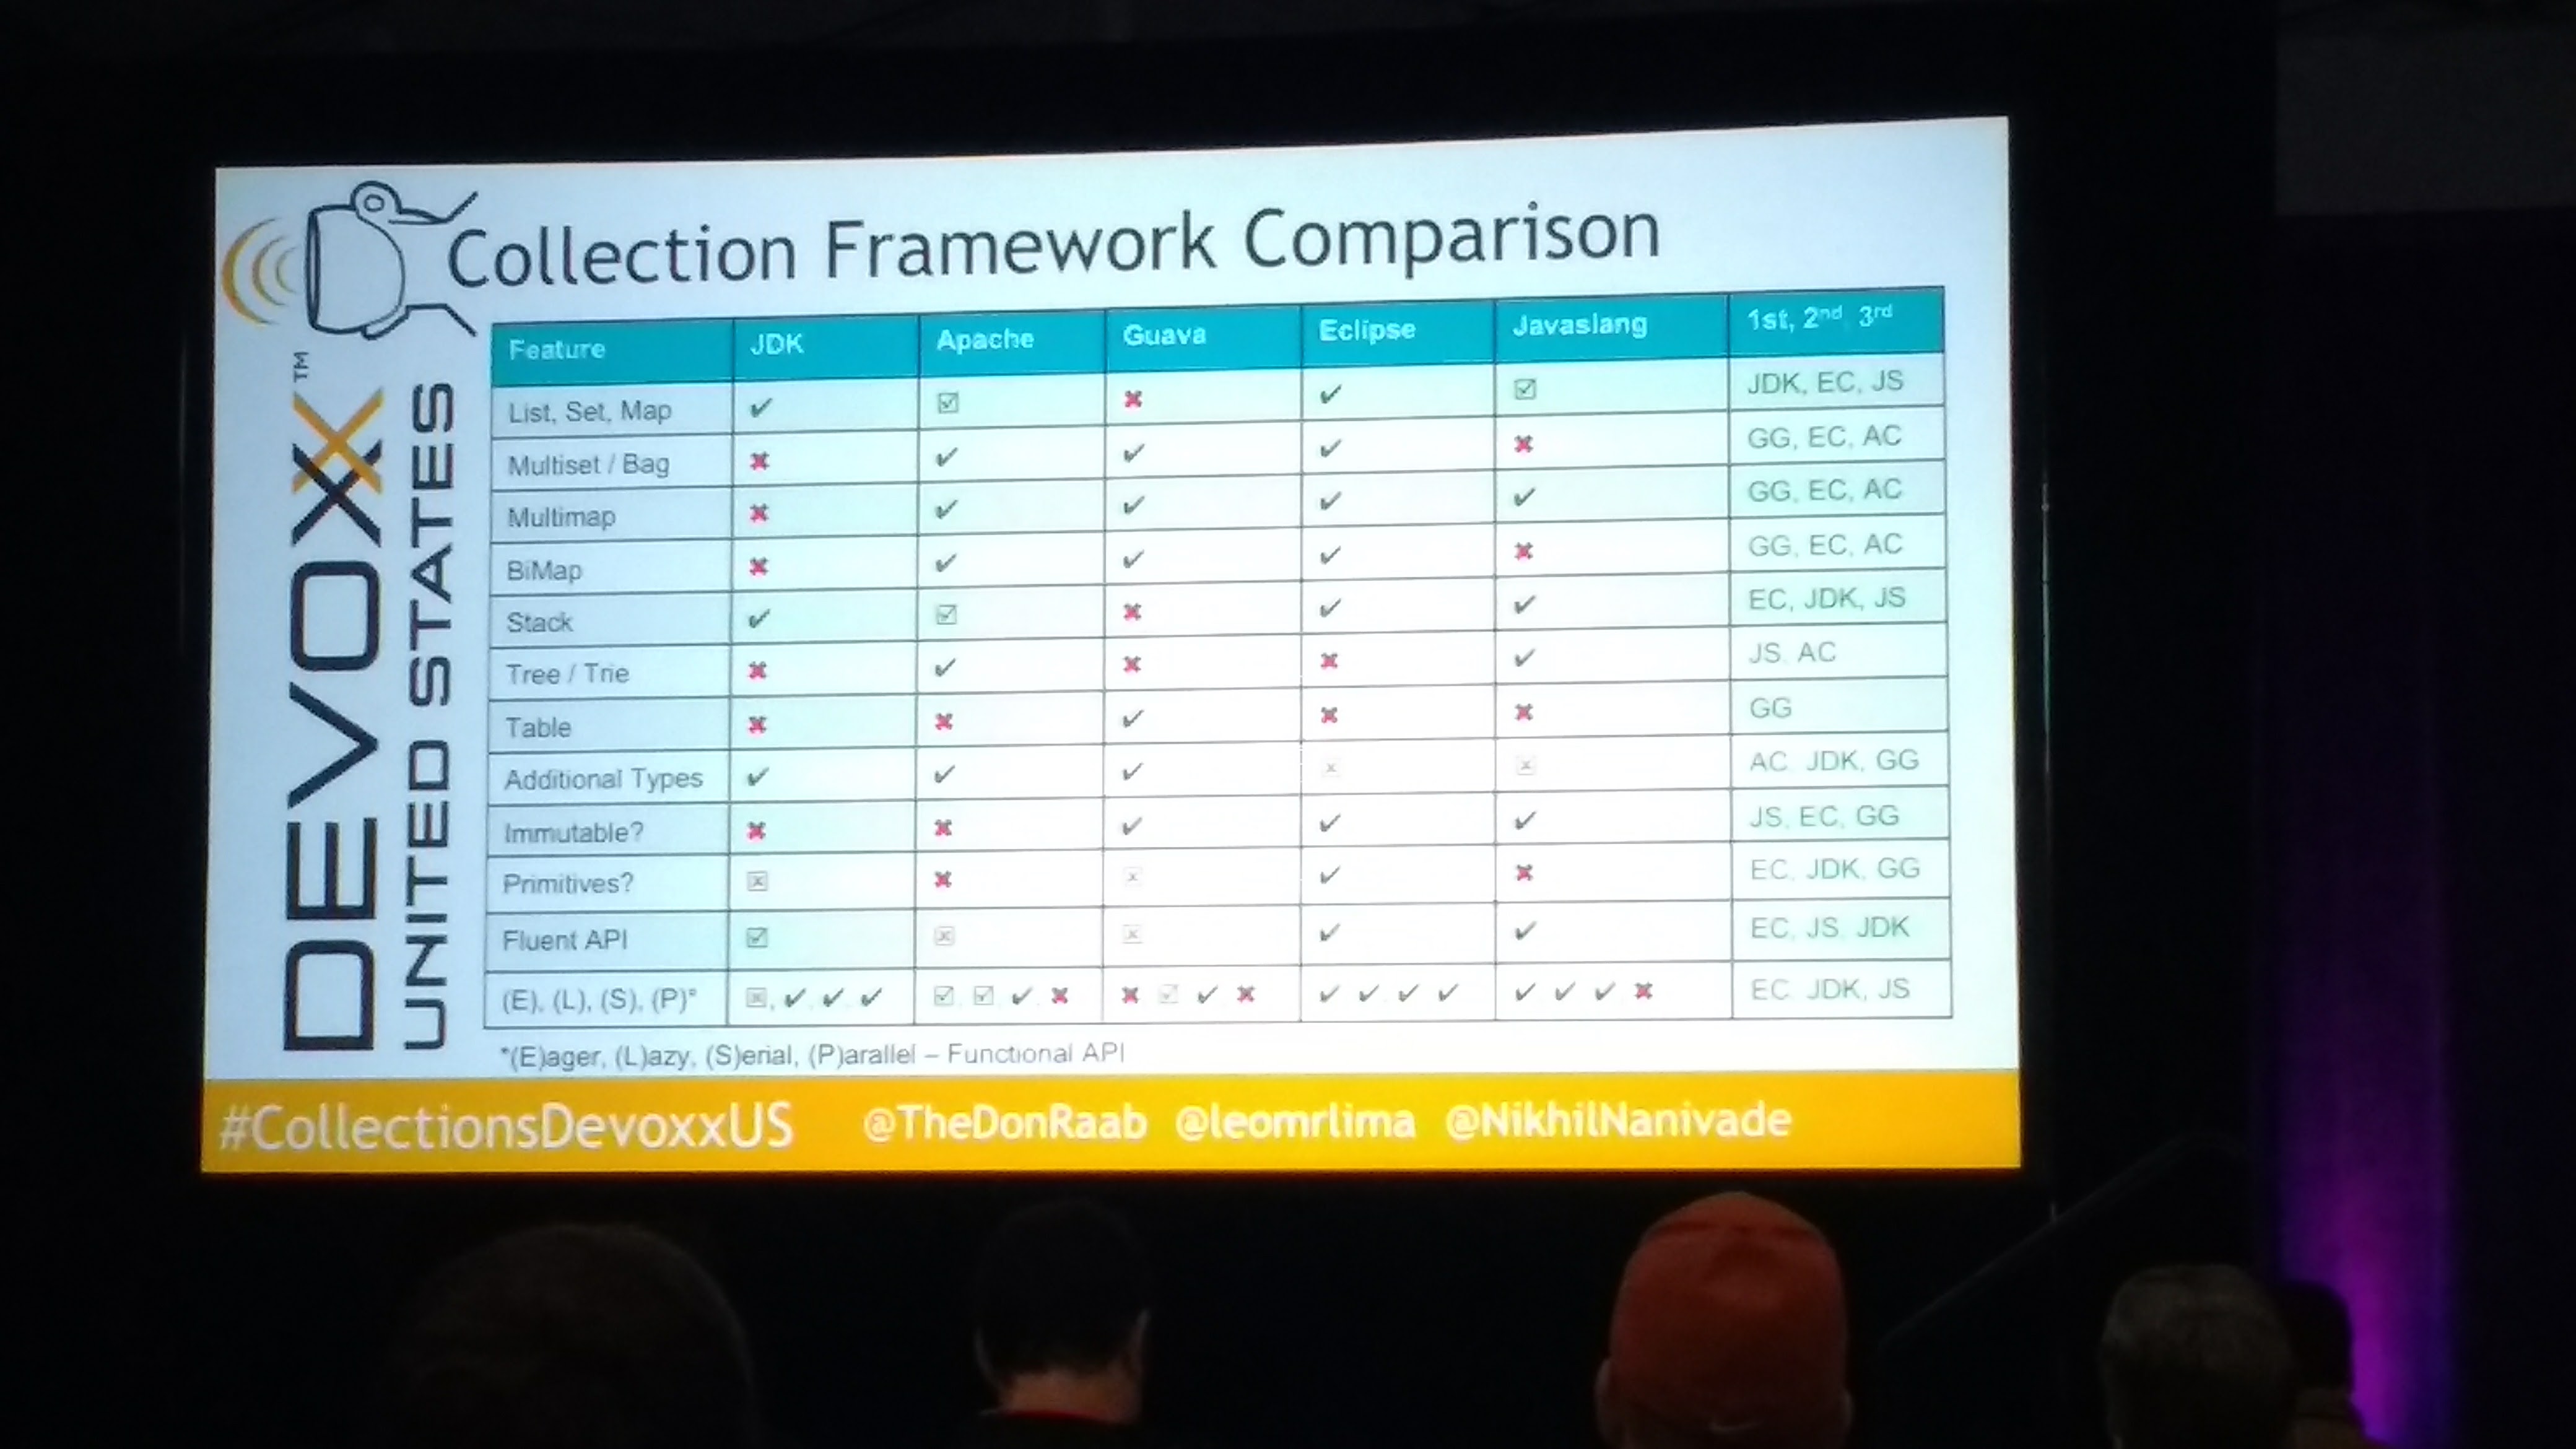 Collection Framework Comparison
DEVOXX™
UNITED STATES
Feature JDK Apache Guava Eclipse Javaslang 1st, 2nd 3rd
List, Set, Map ✔ ☑ ✖ ✔ ☑ JDK, EC, JS
Multiset / Bag ✖ ✔ ✔ ✔ ✖ GG, EC, AC
Multimap ✖ ✔ ✔ ✔ ✔ GG, EC, AC
BiMap ✖ ✔ ✔ ✔ ✖ GG, EC, AC
Stack ✔ ☑ ✖ ✔ ✔ EC, JDK, JS
Tree / Trie ✖ ✔ ✖ ✖ ✔ JS, AC
Table ✖ ✖ ✔ ✖ ✖ GG
Additional Types ✔ ✔ ✔ ☒ ☒ AC, JDK, GG
Immutable? ✖ ✖ ✔ ✔ ✔ JS, EC, GG
Primitives? ☒ ✖ ☒ ✔ ✖ EC, JDK, GG
Fluent API ☑ ☒ ☒ ✔ ✔ EC, JS, JDK
(E), (L), (S), (P)* ☒, ✔, ✔, ✔ ☑, ☑, ✔, ✖ ✖, ☑, ✔, ✖ ✔, ✔, ✔, ✔ ✔, ✔, ✔, ✖ EC, JDK, JS
*(E)ager, (L)azy, (S)erial, (P)arallel – Functional API
#CollectionsDevoxxUS @TheDonRaab @leomrlima @NikhilNanivade